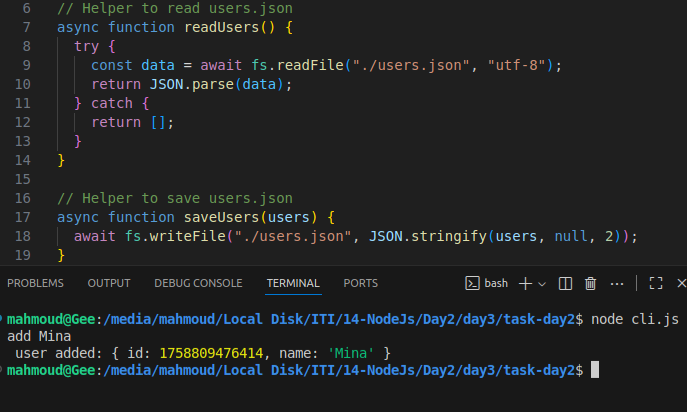 6 // Helper to read users.json
7 async function readUsers() {
8 try {
9 const data = await fs.readFile("./users.json", "utf-8");
10 return JSON.parse(data);
11 } catch {
12 return [];
13 }
14 }
15
16 // Helper to save users.json
17 async function saveUsers(users) {
18 await fs.writeFile("./users.json", JSON.stringify(users, null, 2));
19 }
PROBLEMS OUTPUT DEBUG CONSOLE TERMINAL PORTS bash
mahmoud@Gee:/media/mahmoud/Local Disk/ITI/14-NodeJs/Day2/day3/task-day2$ node cli.js
add Mina
user added: { id: 1758809476414, name: 'Mina' }
mahmoud@Gee:/media/mahmoud/Local Disk/ITI/14-NodeJs/Day2/day3/task-day2$